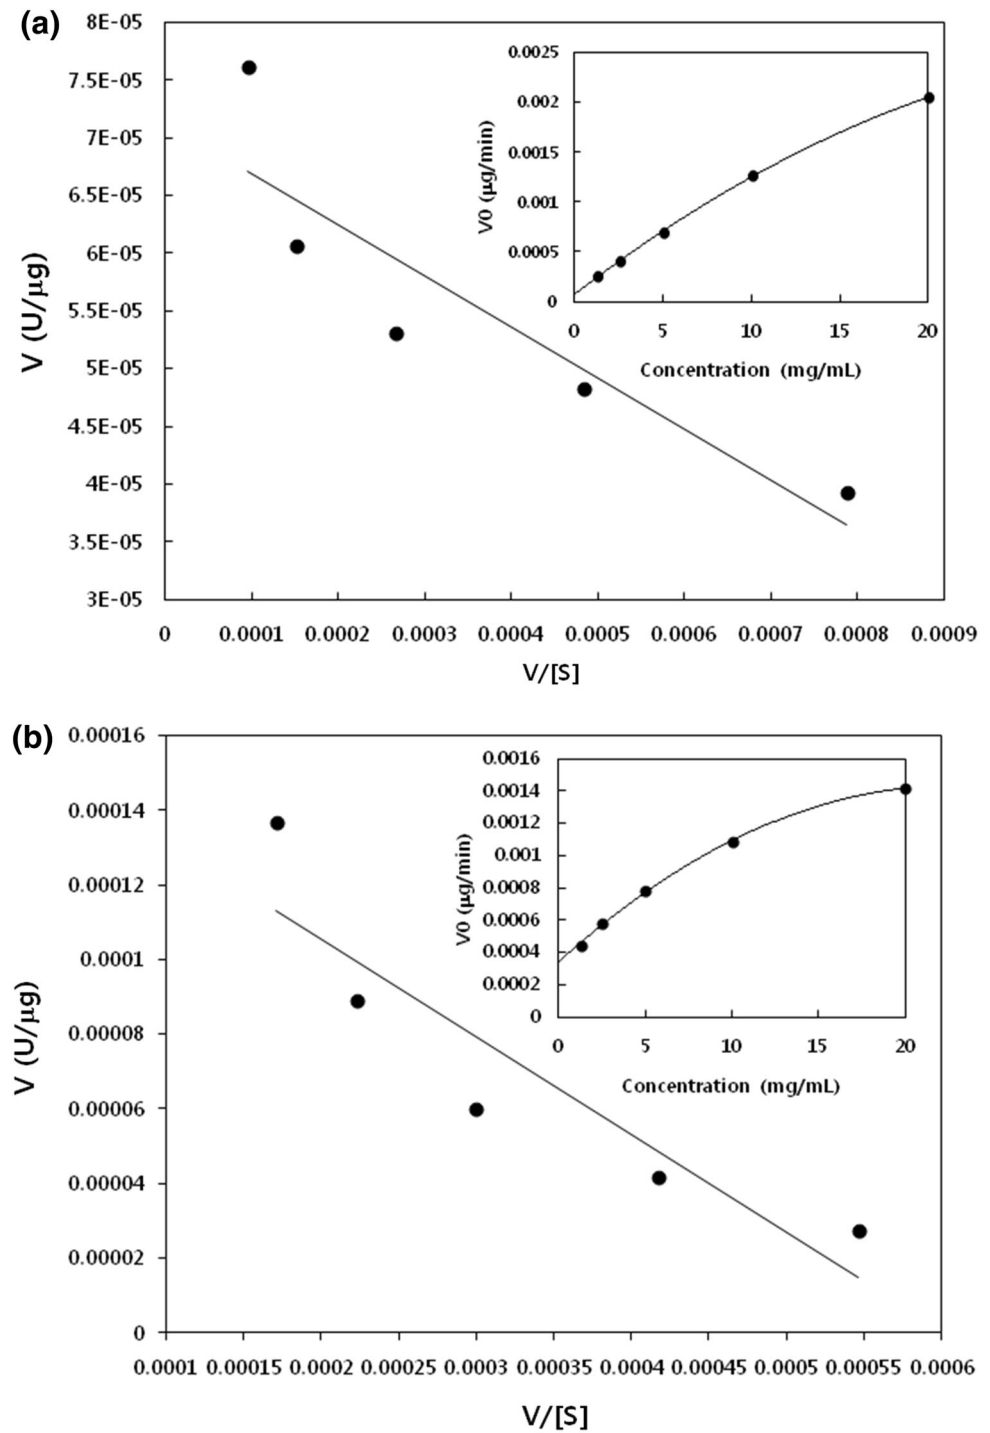 (a)
8E-05
7.5E-05
7E-05
6.5E-05
6E-05
5.5E-05
5E-05
4.5E-05
4E-05
3.5E-05
3E-05
V (U/μg)
0 0.0001 0.0002 0.0003 0.0004 0.0005 0.0006 0.0007 0.0008 0.0009
V/[S]
0.0025
0.002
0.0015
0.001
0.0005
0
V0 (μg/min)
0 5 10 15 20
Concentration (mg/mL)
(b)
0.00016
0.00014
0.00012
0.0001
0.00008
0.00006
0.00004
0.00002
0
V (U/μg)
0.0001 0.00015 0.0002 0.00025 0.0003 0.00035 0.0004 0.00045 0.0005 0.00055 0.0006
V/[S]
0.0016
0.0014
0.0012
0.001
0.0008
0.0006
0.0004
0.0002
0
V0 (μg/min)
0 5 10 15 20
Concentration (mg/mL)